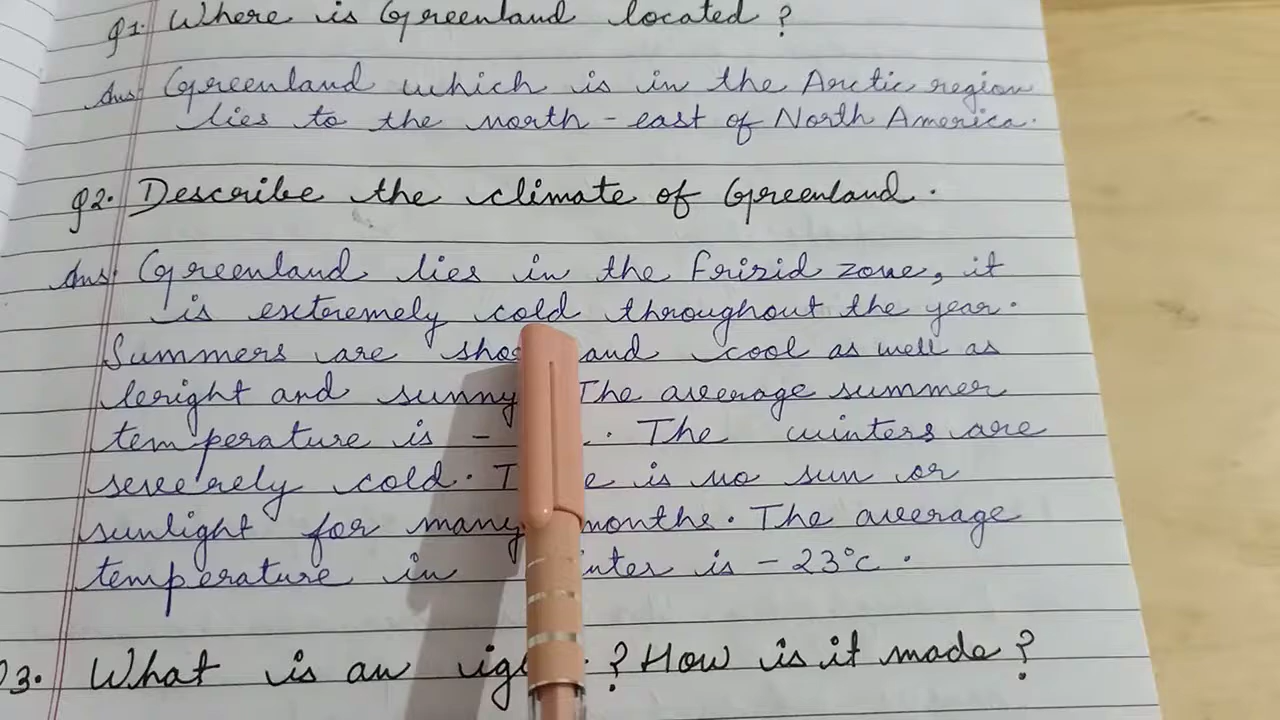 Q1. Where is Greenland located ?
Ans: Greenland which is in the Arctic region
lies to the north - east of North America.
Q2. Describe the climate of Greenland.
Ans: Greenland lies in the Frizid zone, it
is extremely cold throughout the year.
Summers are and cool as well as
bright and sunny The average summer
temperature is - The winters are
severely cold. is no sun or
sunlight for many months. The average
temperature in is -23°c.
Q3. What is an ? How is it made ?